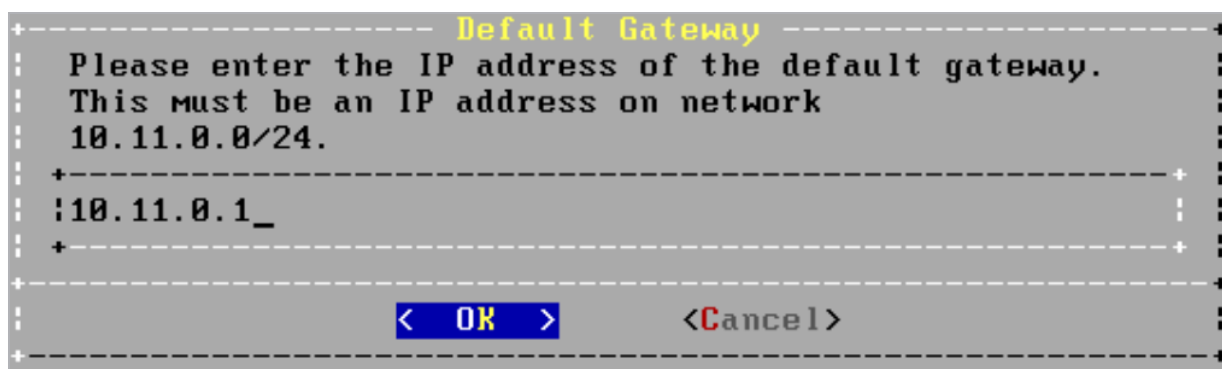 Default Gateway
Please enter the IP address of the default gateway.
This must be an IP address on network
10.11.0.0/24.
10.11.0.1_
< OK > <Cancel>